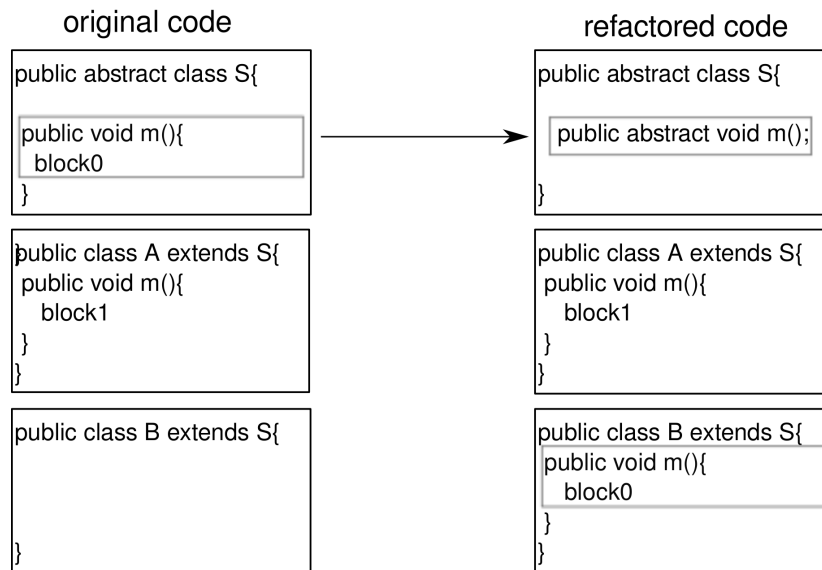 original code
public abstract class S{
public void m(){
block0
}
}
public class A extends S{
public void m(){
block1
}
}
public class B extends S{
}
refactored code
public abstract class S{
public abstract void m();
}
public class A extends S{
public void m(){
block1
}
}
public class B extends S{
public void m(){
block0
}
}